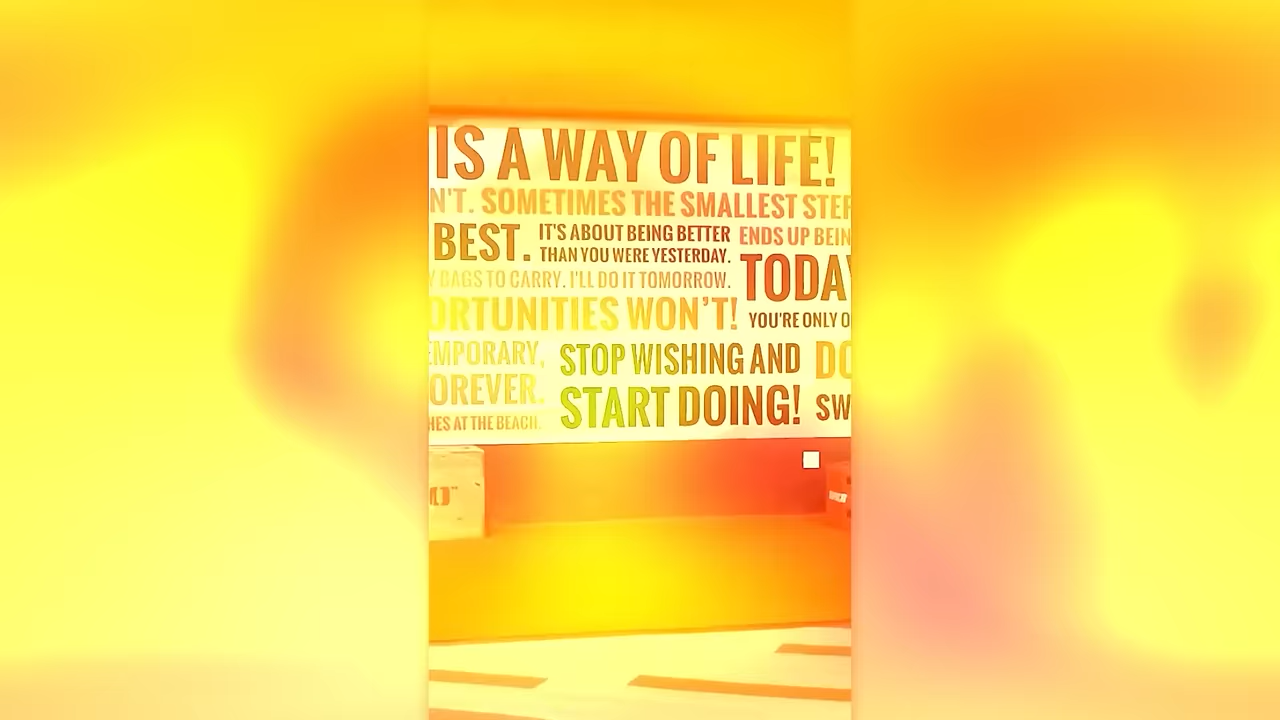 IS A WAY OF LIFE!
N'T. SOMETIMES THE SMALLEST STEP
BEST. IT'S ABOUT BEING BETTER
THAN YOU WERE YESTERDAY.
ENDS UP BEIN
BAGS TO CARRY. I'LL DO IT TOMORROW.
TODAY
ORTUNITIES WON'T!
YOU'RE ONLY O
EMPORARY,
OREVER.
HES AT THE BEACH.
STOP WISHING AND
START DOING!
DO
SW